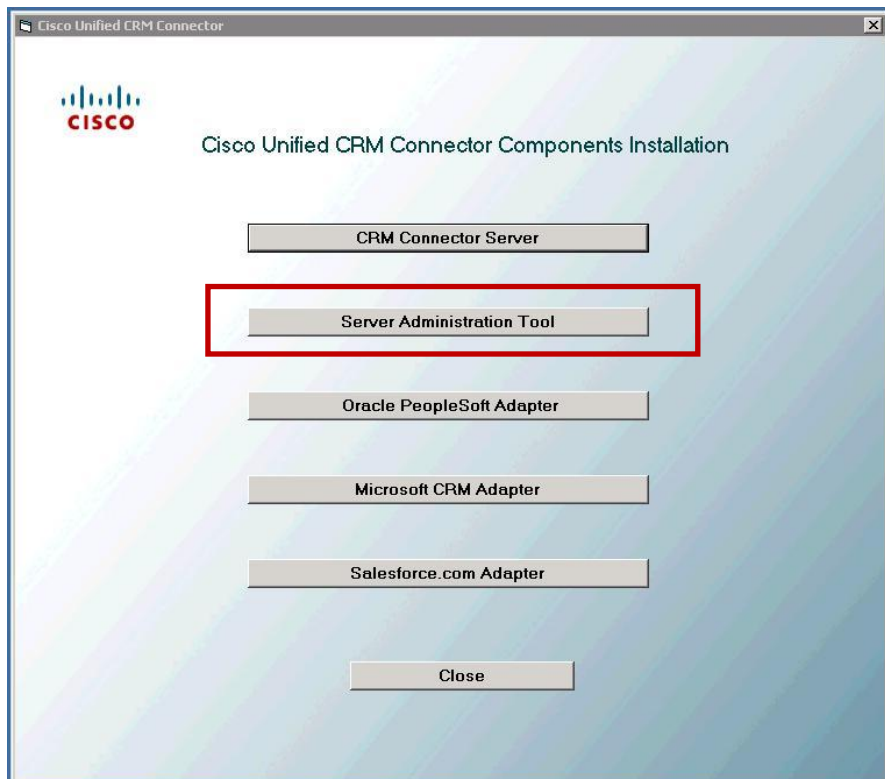 Cisco Unified CRM Connector
CISCO
Cisco Unified CRM Connector Components Installation
CRM Connector Server
Server Administration Tool
Oracle PeopleSoft Adapter
Microsoft CRM Adapter
Salesforce.com Adapter
Close